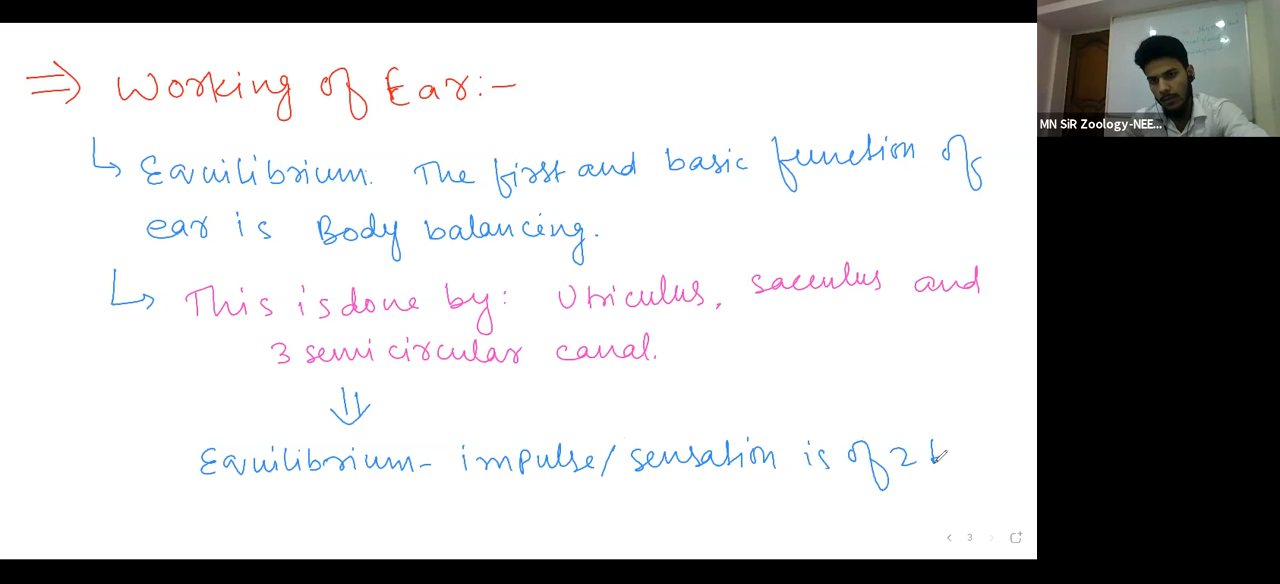 ⇒ Working of Ear:-
↳ Equilibrium. The first and basic function of
ear is Body balancing.
↳ This is done by: Utriculus, sacculus and
3 semi circular canal.
⇓
Equilibrium- impulse/sensation is of 2 t
MN SiR Zoology-NEE...
3